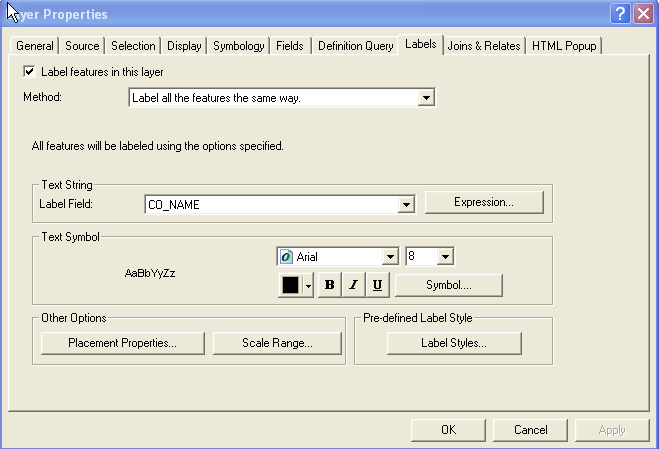 yer Properties
General Source Selection Display Symbology Fields Definition Query Labels Joins & Relates HTML Popup
Label features in this layer
Method: Label all the features the same way.
All features will be labeled using the options specified.
Text String
Label Field: CO_NAME Expression...
Text Symbol
AaBbYyZz
Arial 8
B I U Symbol....
Other Options
Placement Properties... Scale Range...
Pre-defined Label Style
Label Styles...
OK Cancel Apply